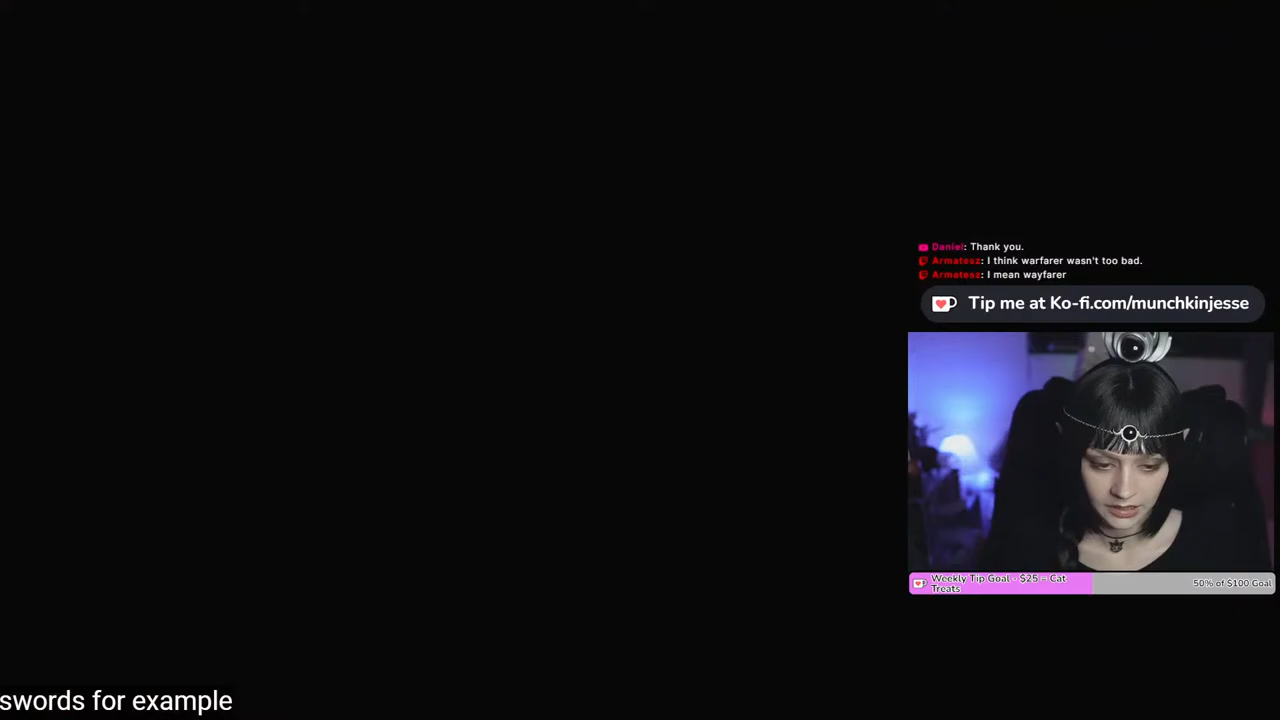 Daniel: Thank you.
Armatesz: I think warfarer wasn't too bad.
Armatesz: I mean wayfarer
Tip me at Ko-fi.com/munchkinjesse
Weekly Tip Goal - $25 = Cat
Treats
50% of $100 Goal
swords for example